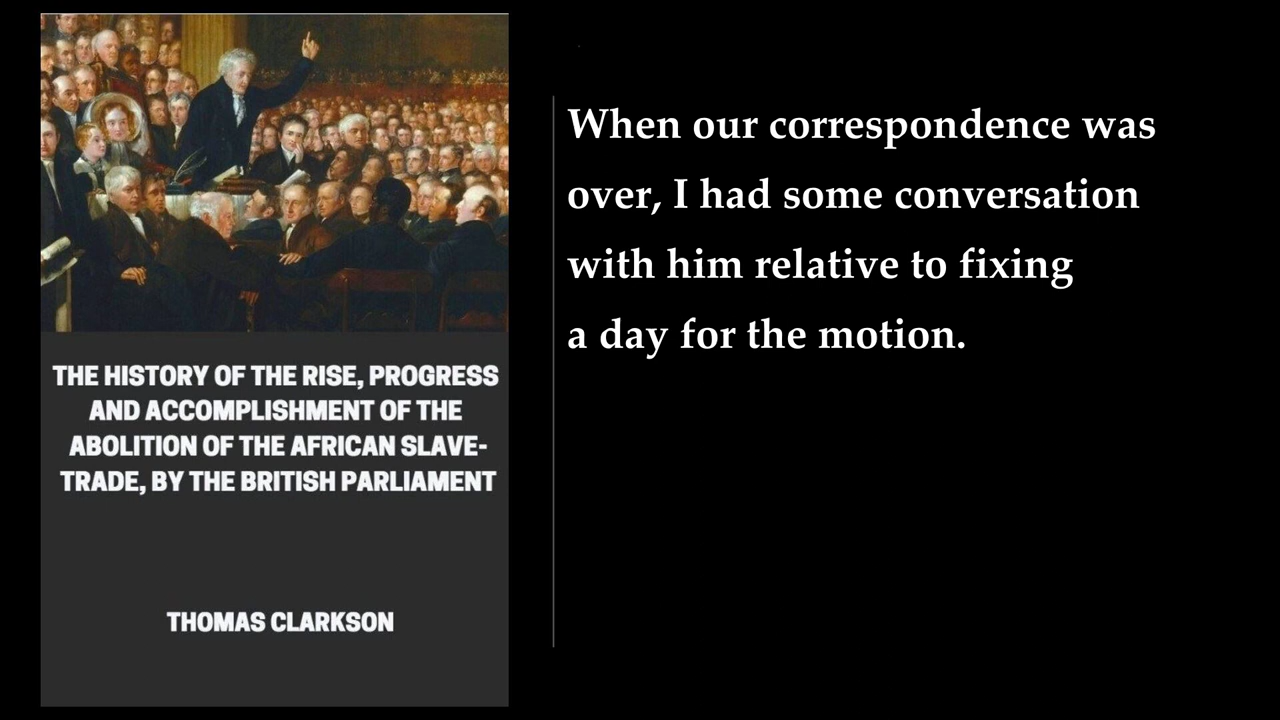 THE HISTORY OF THE RISE, PROGRESS
AND ACCOMPLISHMENT OF THE
ABOLITION OF THE AFRICAN SLAVE-
TRADE, BY THE BRITISH PARLIAMENT
THOMAS CLARKSON
When our correspondence was
over, I had some conversation
with him relative to fixing
a day for the motion.